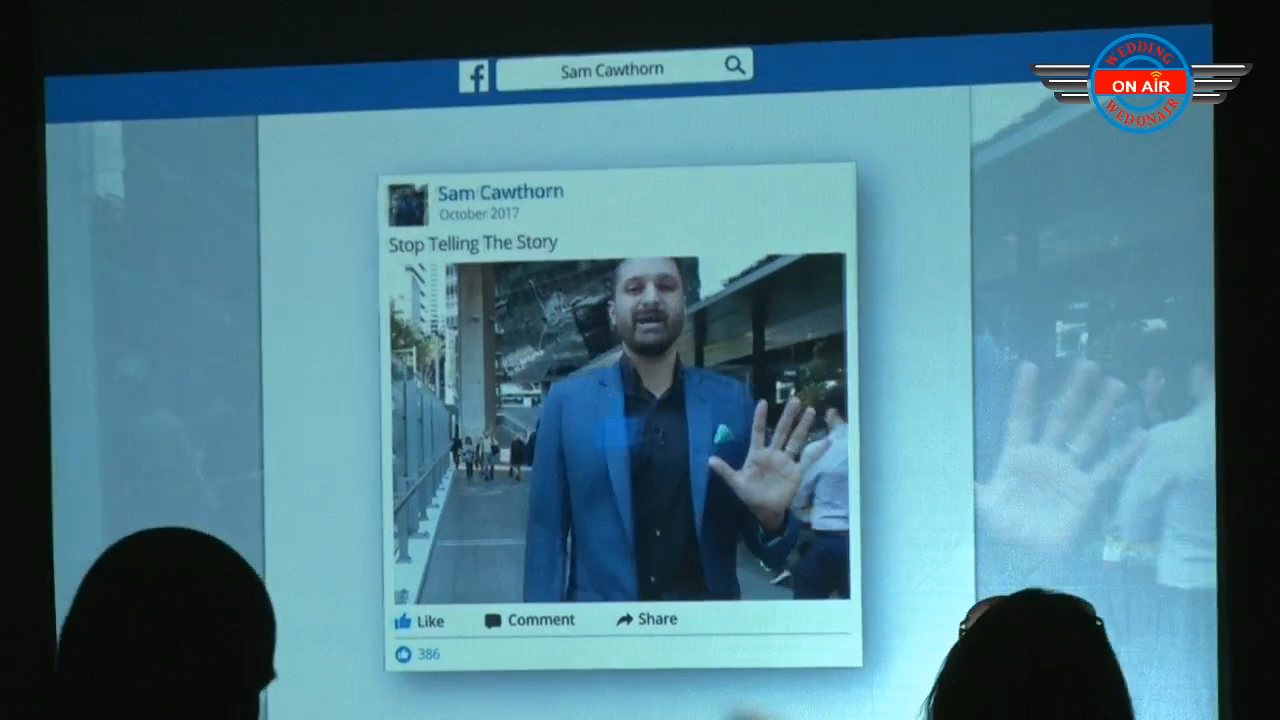 Sam Cawthorn
WEDDING
ON AIR
WEDONAIR
Sam Cawthorn
October 2017
Stop Telling The Story
Like Comment Share
386